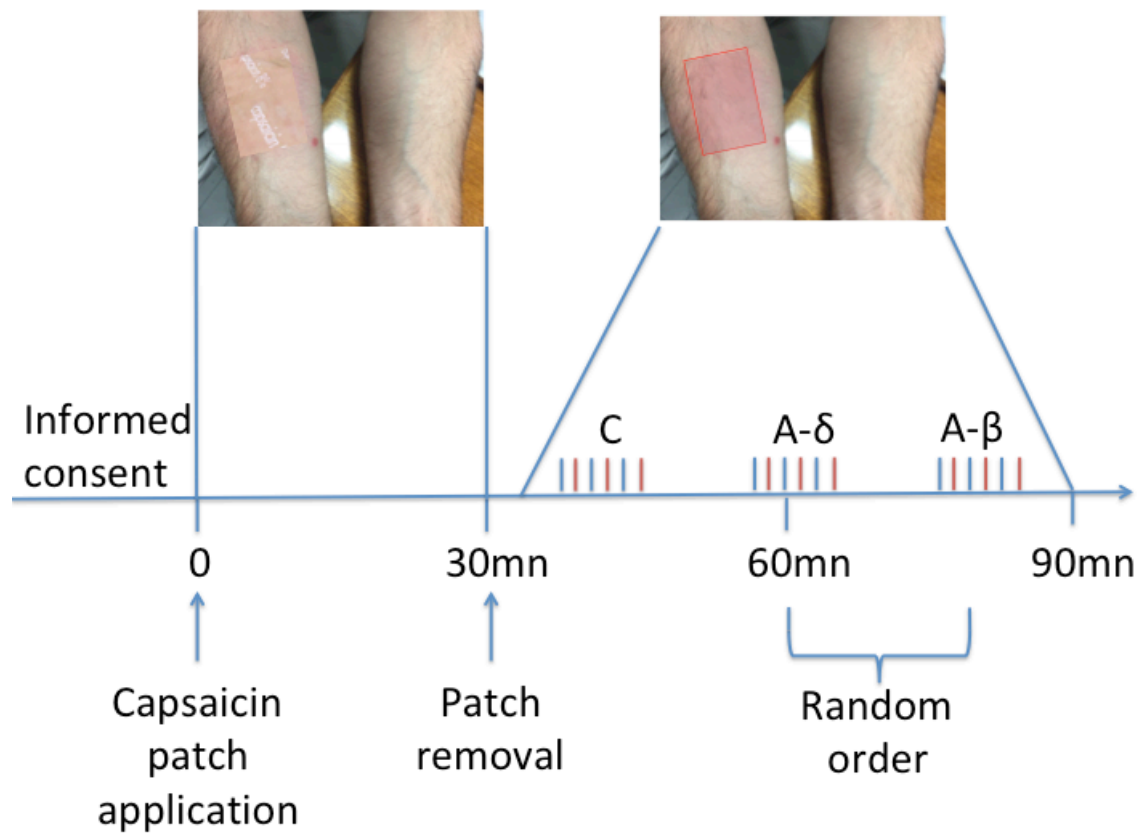 Informed
consent
C
A-δ
A-β
0
30mn
60mn
90mn
Capsaicin
patch
application
Patch
removal
Random
order